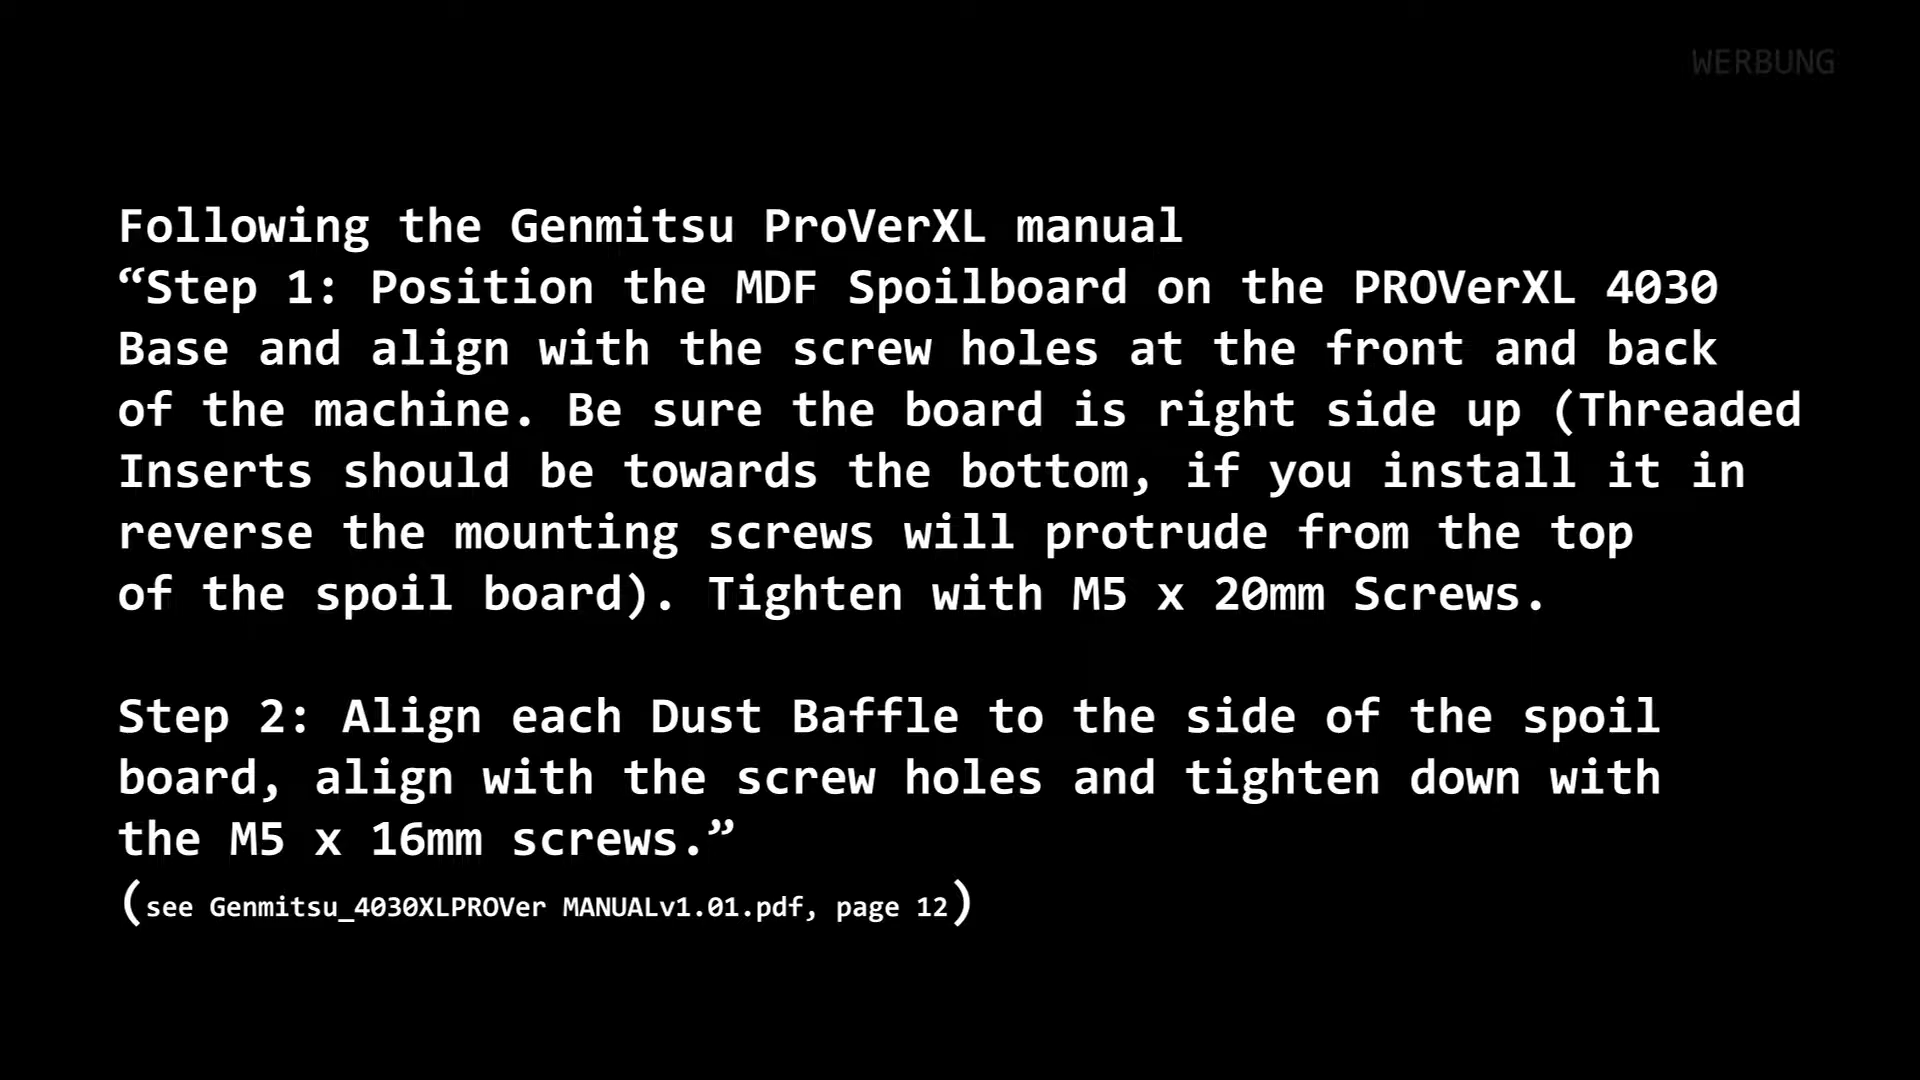 WERBUNG
Following the Genmitsu ProVerXL manual
“Step 1: Position the MDF Spoilboard on the PROVerXL 4030
Base and align with the screw holes at the front and back
of the machine. Be sure the board is right side up (Threaded
Inserts should be towards the bottom, if you install it in
reverse the mounting screws will protrude from the top
of the spoil board). Tighten with M5 x 20mm Screws.
Step 2: Align each Dust Baffle to the side of the spoil
board, align with the screw holes and tighten down with
the M5 x 16mm screws.”
(see Genmitsu_4030XLPROVer MANUALv1.01.pdf, page 12)